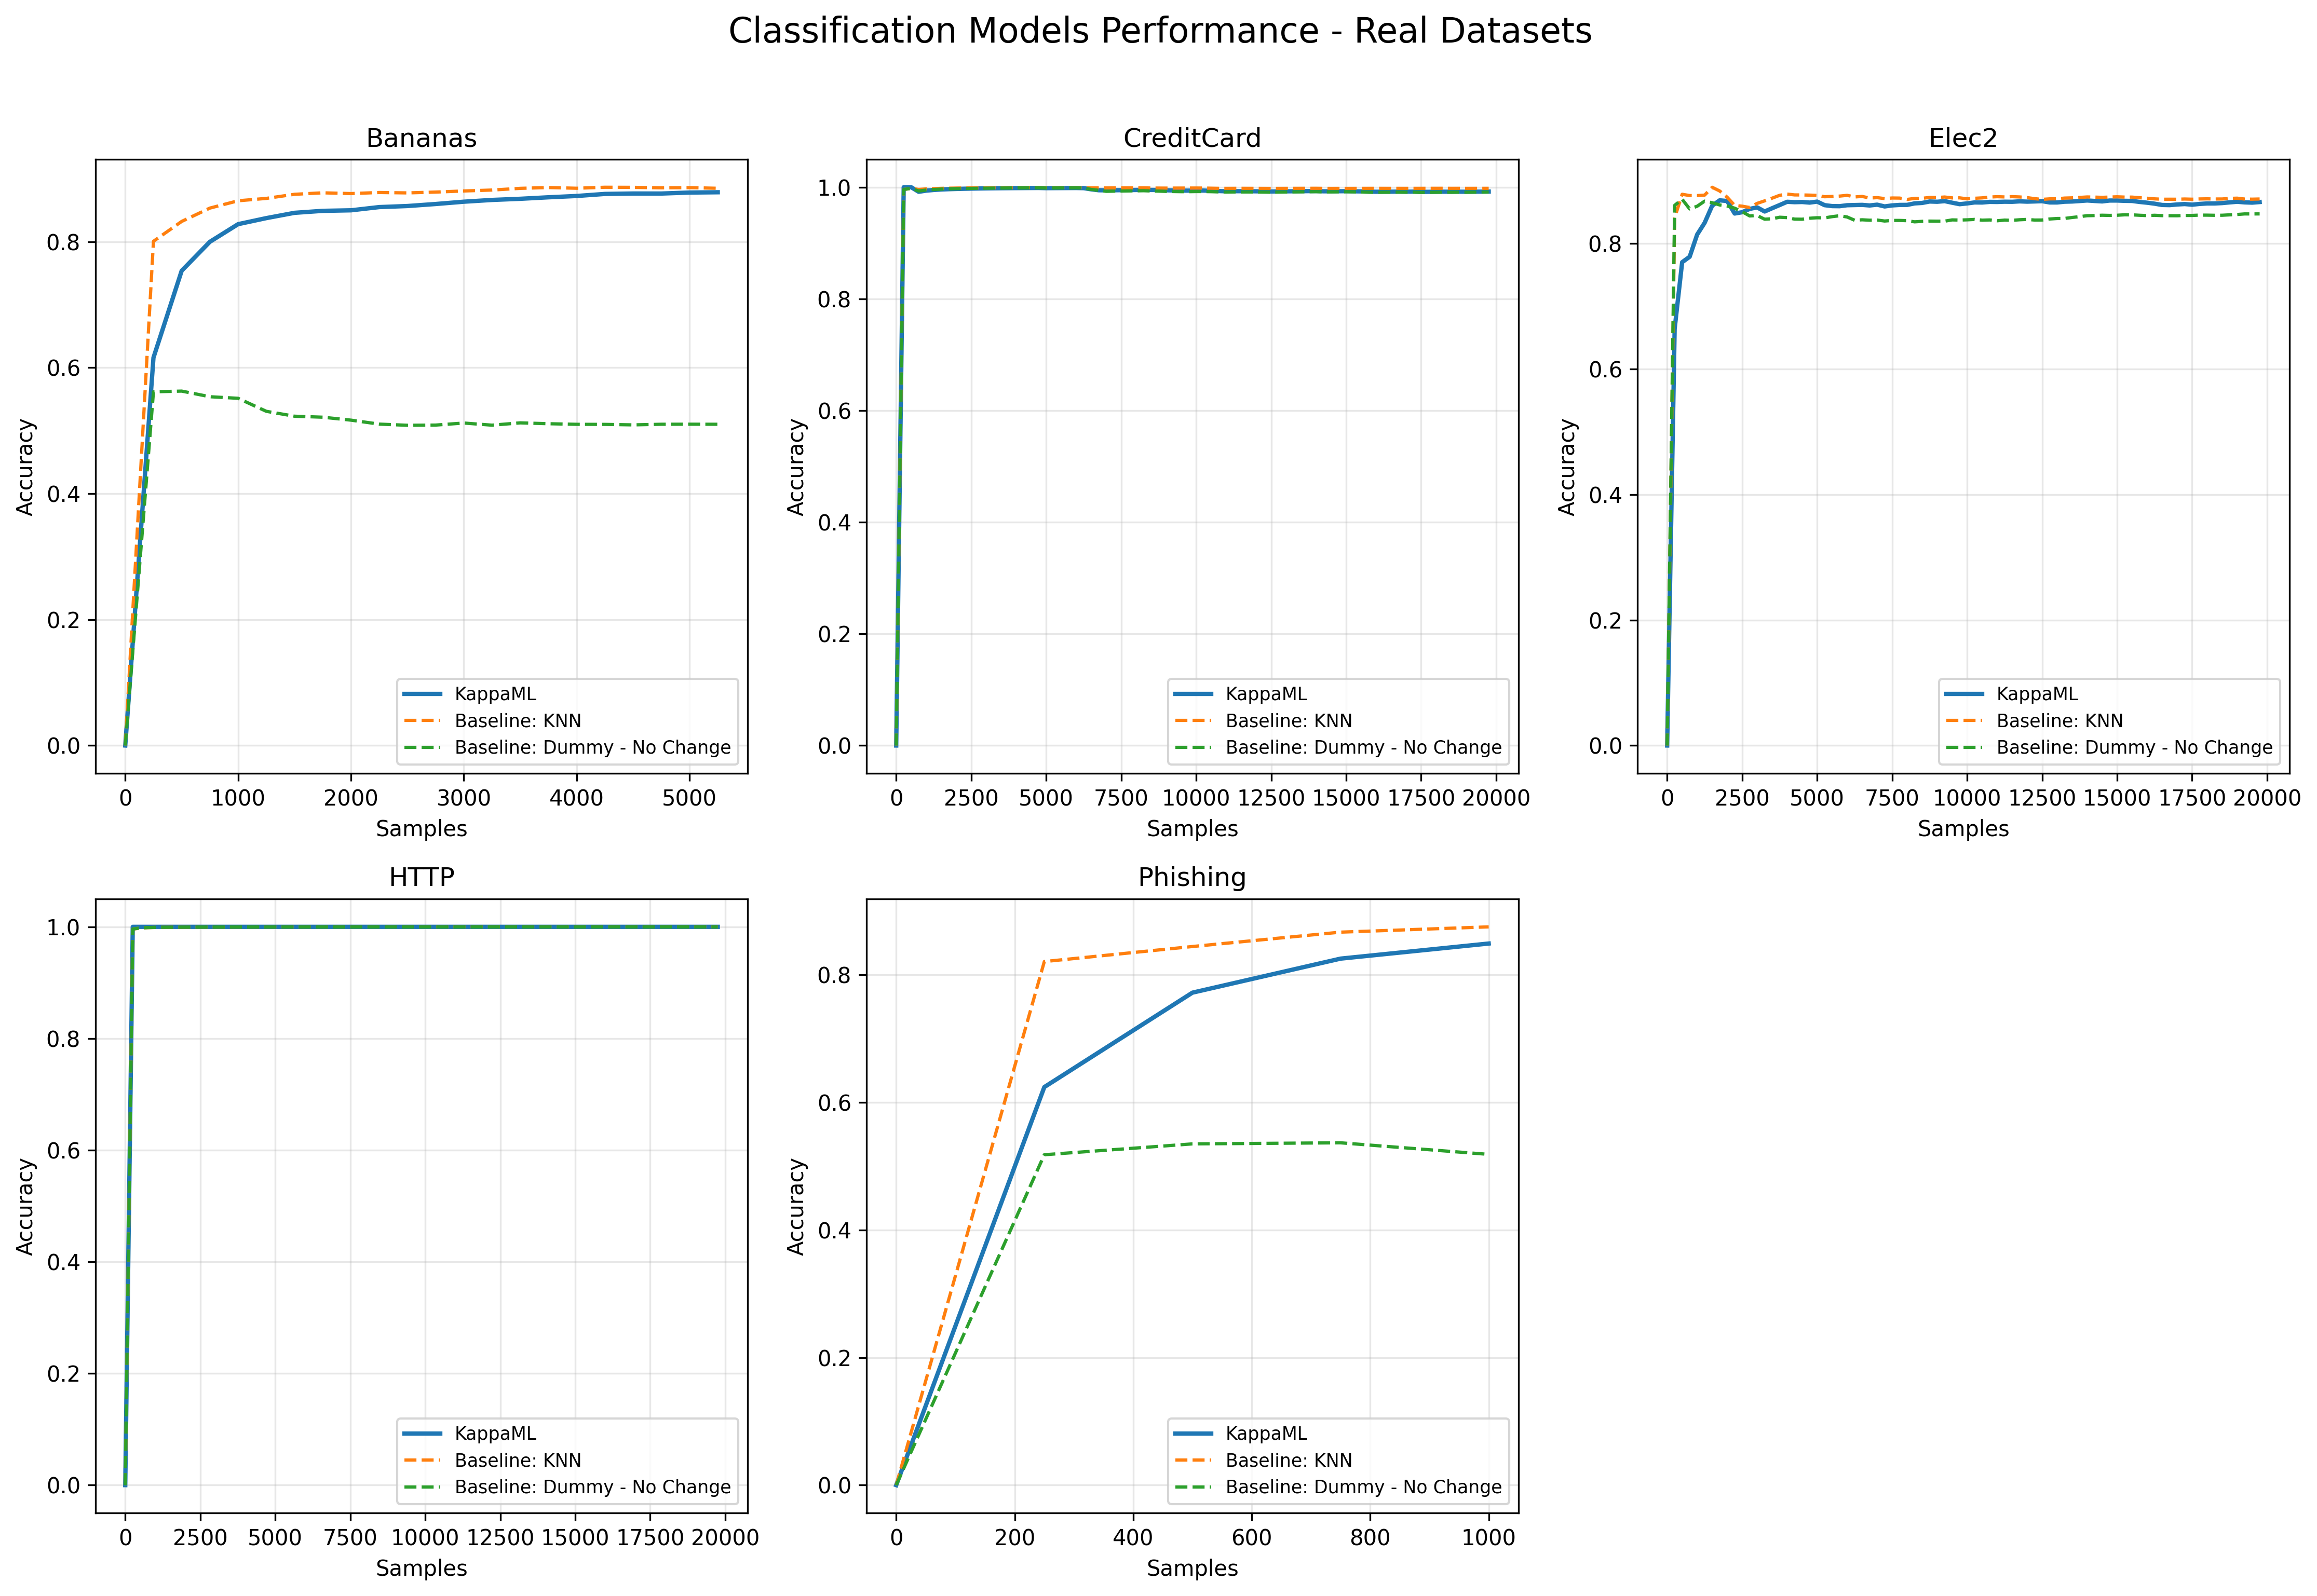 Classification Models Performance - Real Datasets
Bananas
Accuracy
0.8
0.6
0.4
0.2
0.0
KappaML
Baseline: KNN
Baseline: Dummy - No Change
0 1000 2000 3000 4000 5000
Samples
CreditCard
Accuracy
1.0
0.8
0.6
0.4
0.2
0.0
KappaML
Baseline: KNN
Baseline: Dummy - No Change
0 2500 5000 7500 10000 12500 15000 17500 20000
Samples
Elec2
Accuracy
0.8
0.6
0.4
0.2
0.0
KappaML
Baseline: KNN
Baseline: Dummy - No Change
0 2500 5000 7500 10000 12500 15000 17500 20000
Samples
HTTP
Accuracy
1.0
0.8
0.6
0.4
0.2
0.0
KappaML
Baseline: KNN
Baseline: Dummy - No Change
0 2500 5000 7500 10000 12500 15000 17500 20000
Samples
Phishing
Accuracy
0.8
0.6
0.4
0.2
0.0
KappaML
Baseline: KNN
Baseline: Dummy - No Change
0 200 400 600 800 1000
Samples